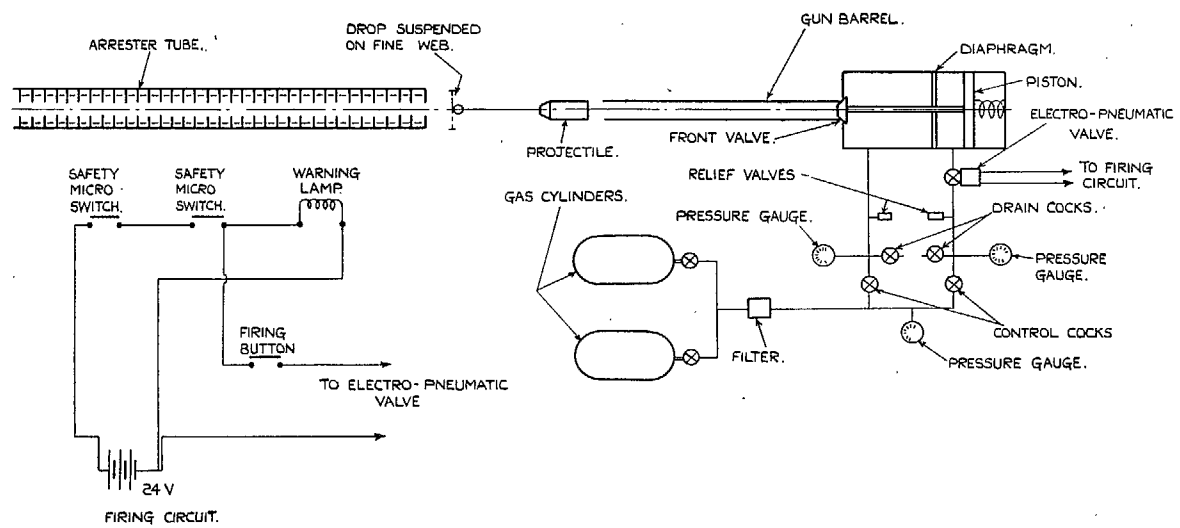 ARRESTER TUBE.
DROP SUSPENDED
ON FINE WEB.
GUN BARREL.
DIAPHRAGM.
PISTON.
ELECTRO-PNEUMATIC
VALVE.
PROJECTILE.
FRONT VALVE.
TO FIRING
CIRCUIT.
SAFETY
MICRO
SWITCH.
SAFETY
MICRO
SWITCH.
WARNING
LAMP.
GAS CYLINDERS.
RELIEF VALVES
PRESSURE GAUGE.
DRAIN COCKS.
PRESSURE
GAUGE.
FIRING
BUTTON
FILTER.
CONTROL COCKS
PRESSURE GAUGE.
TO ELECTRO-PNEUMATIC
VALVE
24 V
FIRING CIRCUIT.